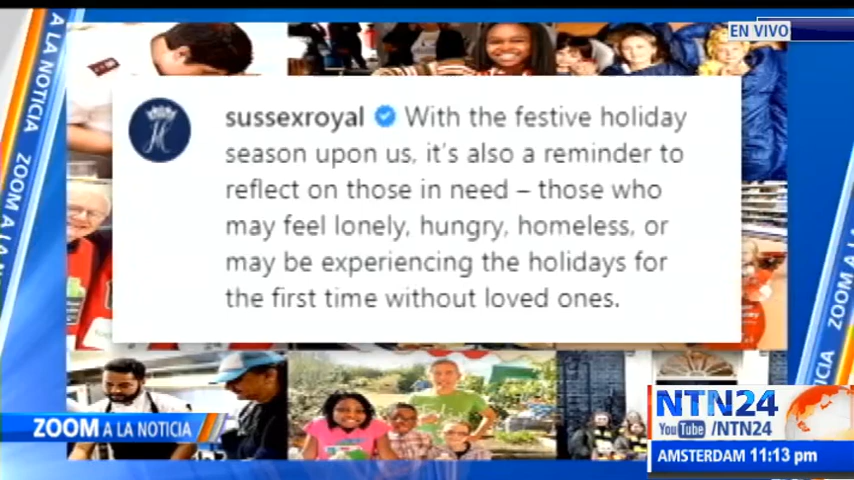 EN VIVO
A LA NOTICIA
ZOOM A LA
sussexroyal With the festive holiday
season upon us, it's also a reminder to
reflect on those in need – those who
may feel lonely, hungry, homeless, or
may be experiencing the holidays for
the first time without loved ones.
ZOOM A LA
ZOOM A LA NOTICIA
NTN24
YouTube /NTN24
AMSTERDAM 11:13 pm